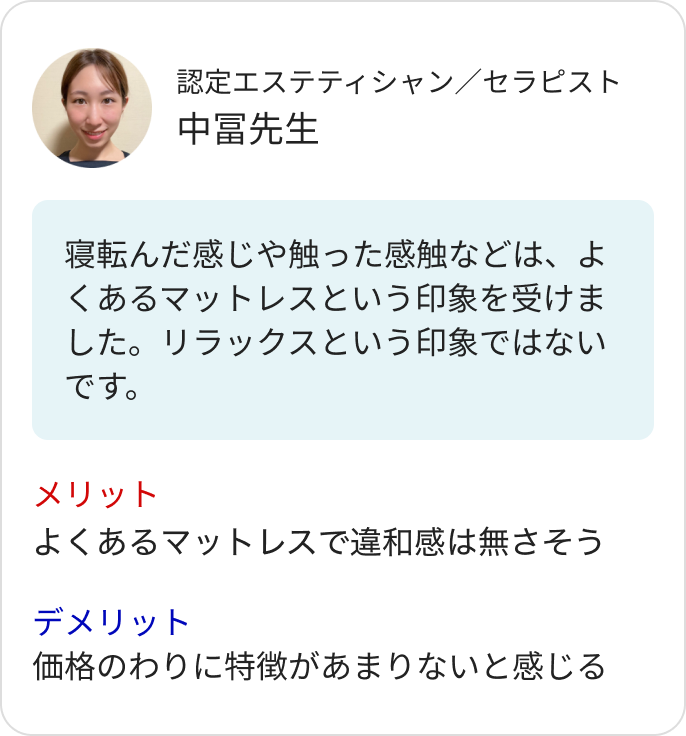 認定エステティシャン／セラピスト
中冨先生
寝転んだ感じや触った感触などは、よ
くあるマットレスという印象を受けま
した。リラックスという印象ではない
です。
メリット
よくあるマットレスで違和感は無さそう
デメリット
価格のわりに特徴があまりないと感じる